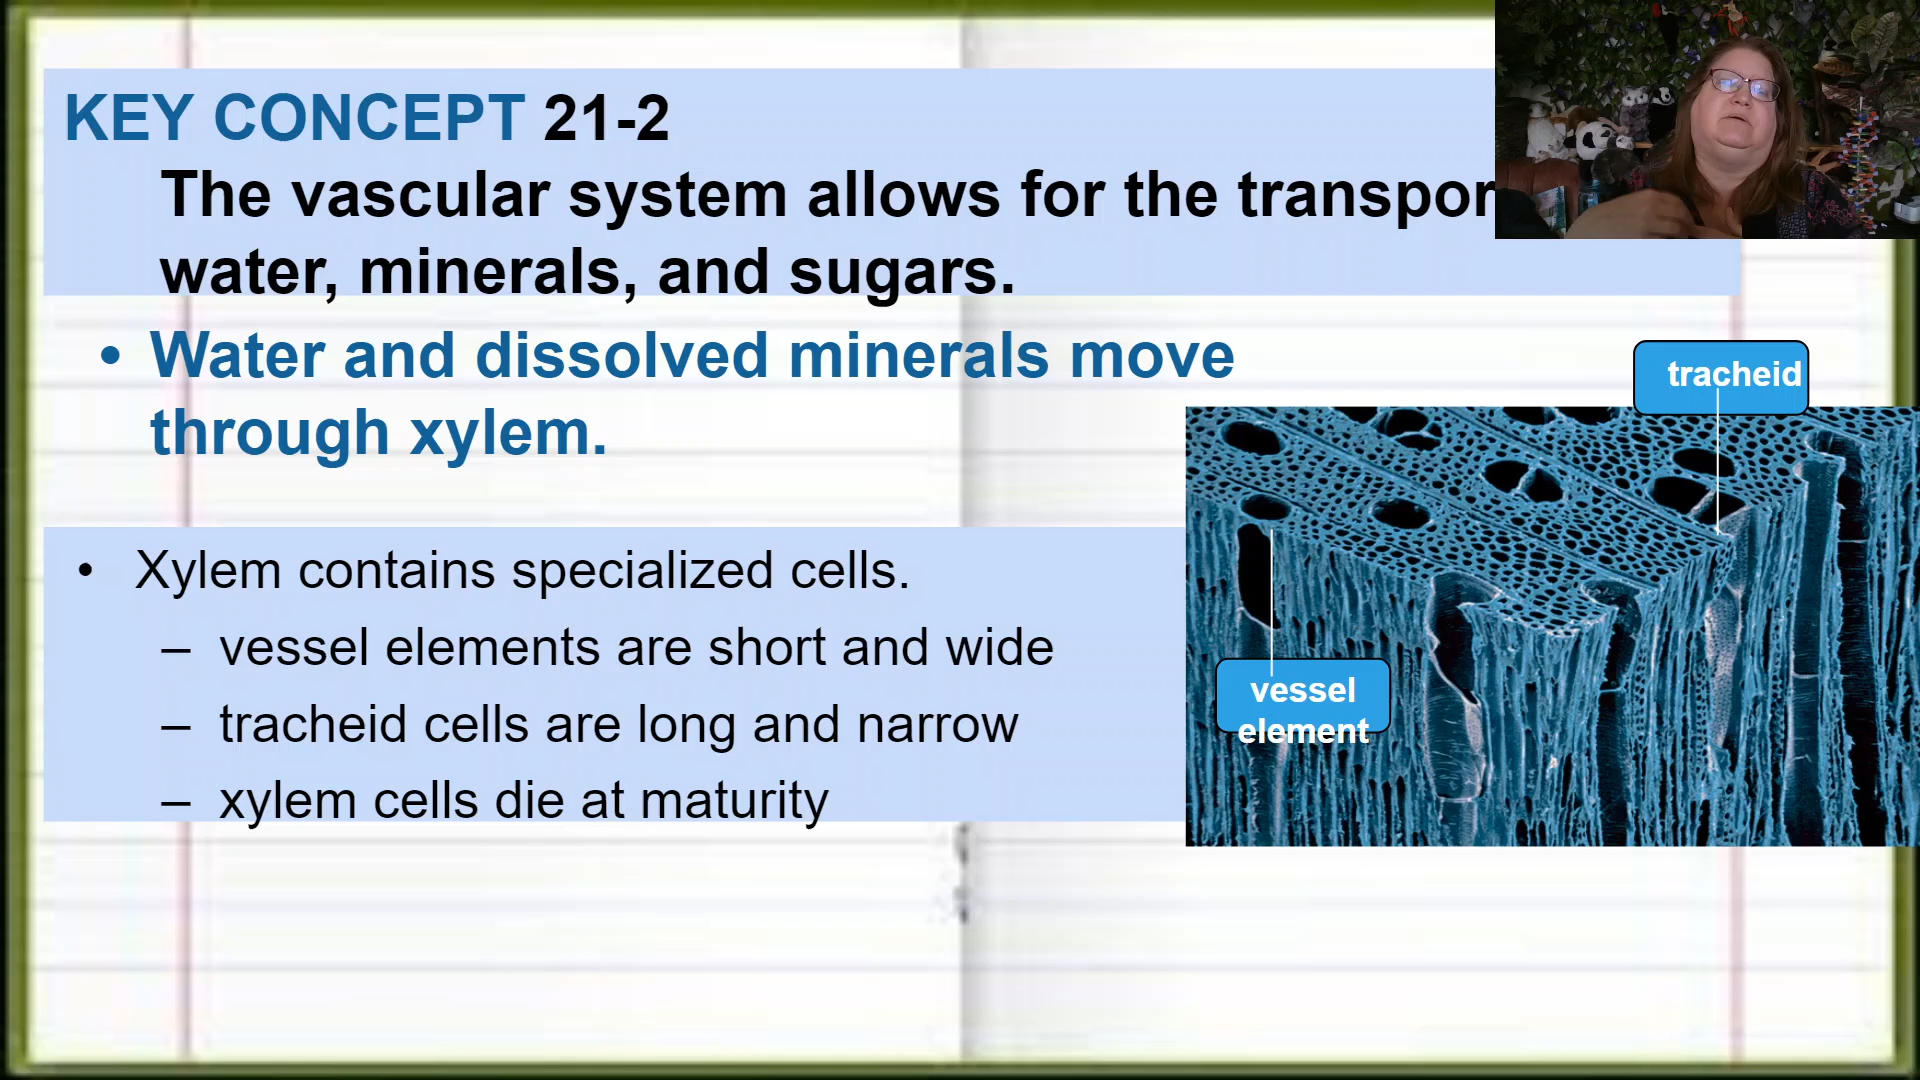 KEY CONCEPT 21-2
The vascular system allows for the
water, minerals, and sugars.
• Water and dissolved minerals move
through xylem.
tracheid
• Xylem contains specialized cells.
– vessel elements are short and wide
– tracheid cells are long and narrow
– xylem cells die at maturity
vessel
element